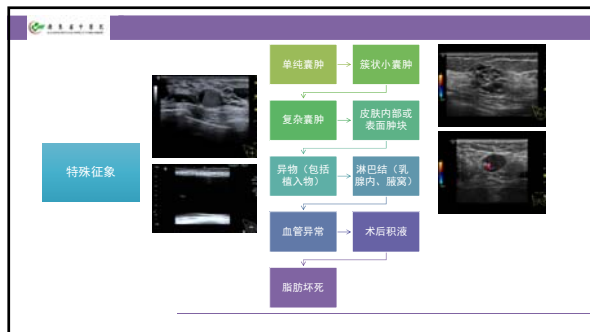 特殊征象
单纯囊肿
簇状小囊肿
复杂囊肿
皮肤内部或
表面肿块
异物（包括
植入物）
淋巴结（乳
腺内、腋窝）
血管异常
术后积液
脂肪坏死